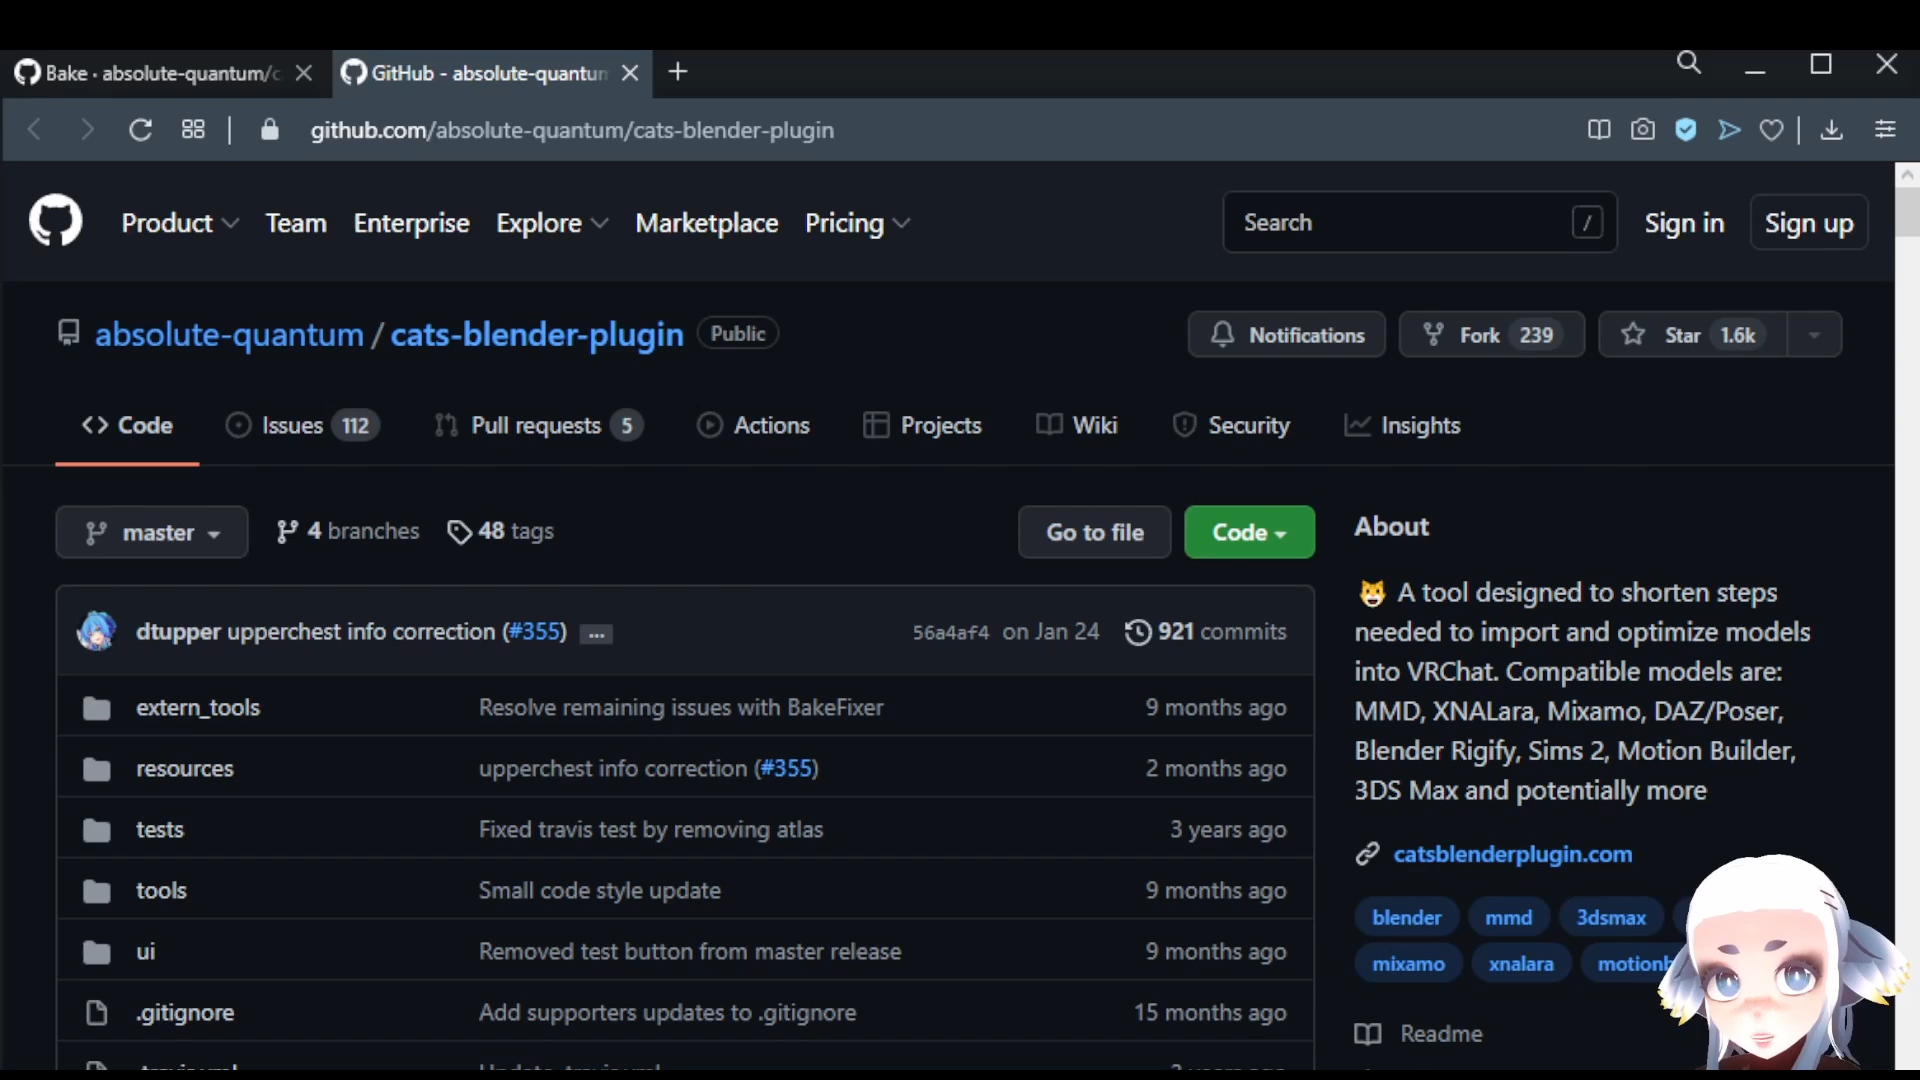 Bake · absolute-quantum/c
GitHub - absolute-quantum
github.com/absolute-quantum/cats-blender-plugin
Product
Team
Enterprise
Explore
Marketplace
Pricing
Search
/
Sign in
Sign up
absolute-quantum / cats-blender-plugin
Public
Notifications
Fork 239
Star 1.6k
Code
Issues 112
Pull requests 5
Actions
Projects
Wiki
Security
Insights
master
4 branches
48 tags
Go to file
Code
About
dtupper upperchest info correction (#355) ...
56a4af4 on Jan 24
921 commits
extern_tools
Resolve remaining issues with BakeFixer
9 months ago
resources
upperchest info correction (#355)
2 months ago
tests
Fixed travis test by removing atlas
3 years ago
tools
Small code style update
9 months ago
ui
Removed test button from master release
9 months ago
.gitignore
Add supporters updates to .gitignore
15 months ago
😺 A tool designed to shorten steps
needed to import and optimize models
into VRChat. Compatible models are:
MMD, XNALara, Mixamo, DAZ/Poser,
Blender Rigify, Sims 2, Motion Builder,
3DS Max and potentially more
catsblenderplugin.com
blender
mmd
3dsmax
mixamo
xnalara
Readme